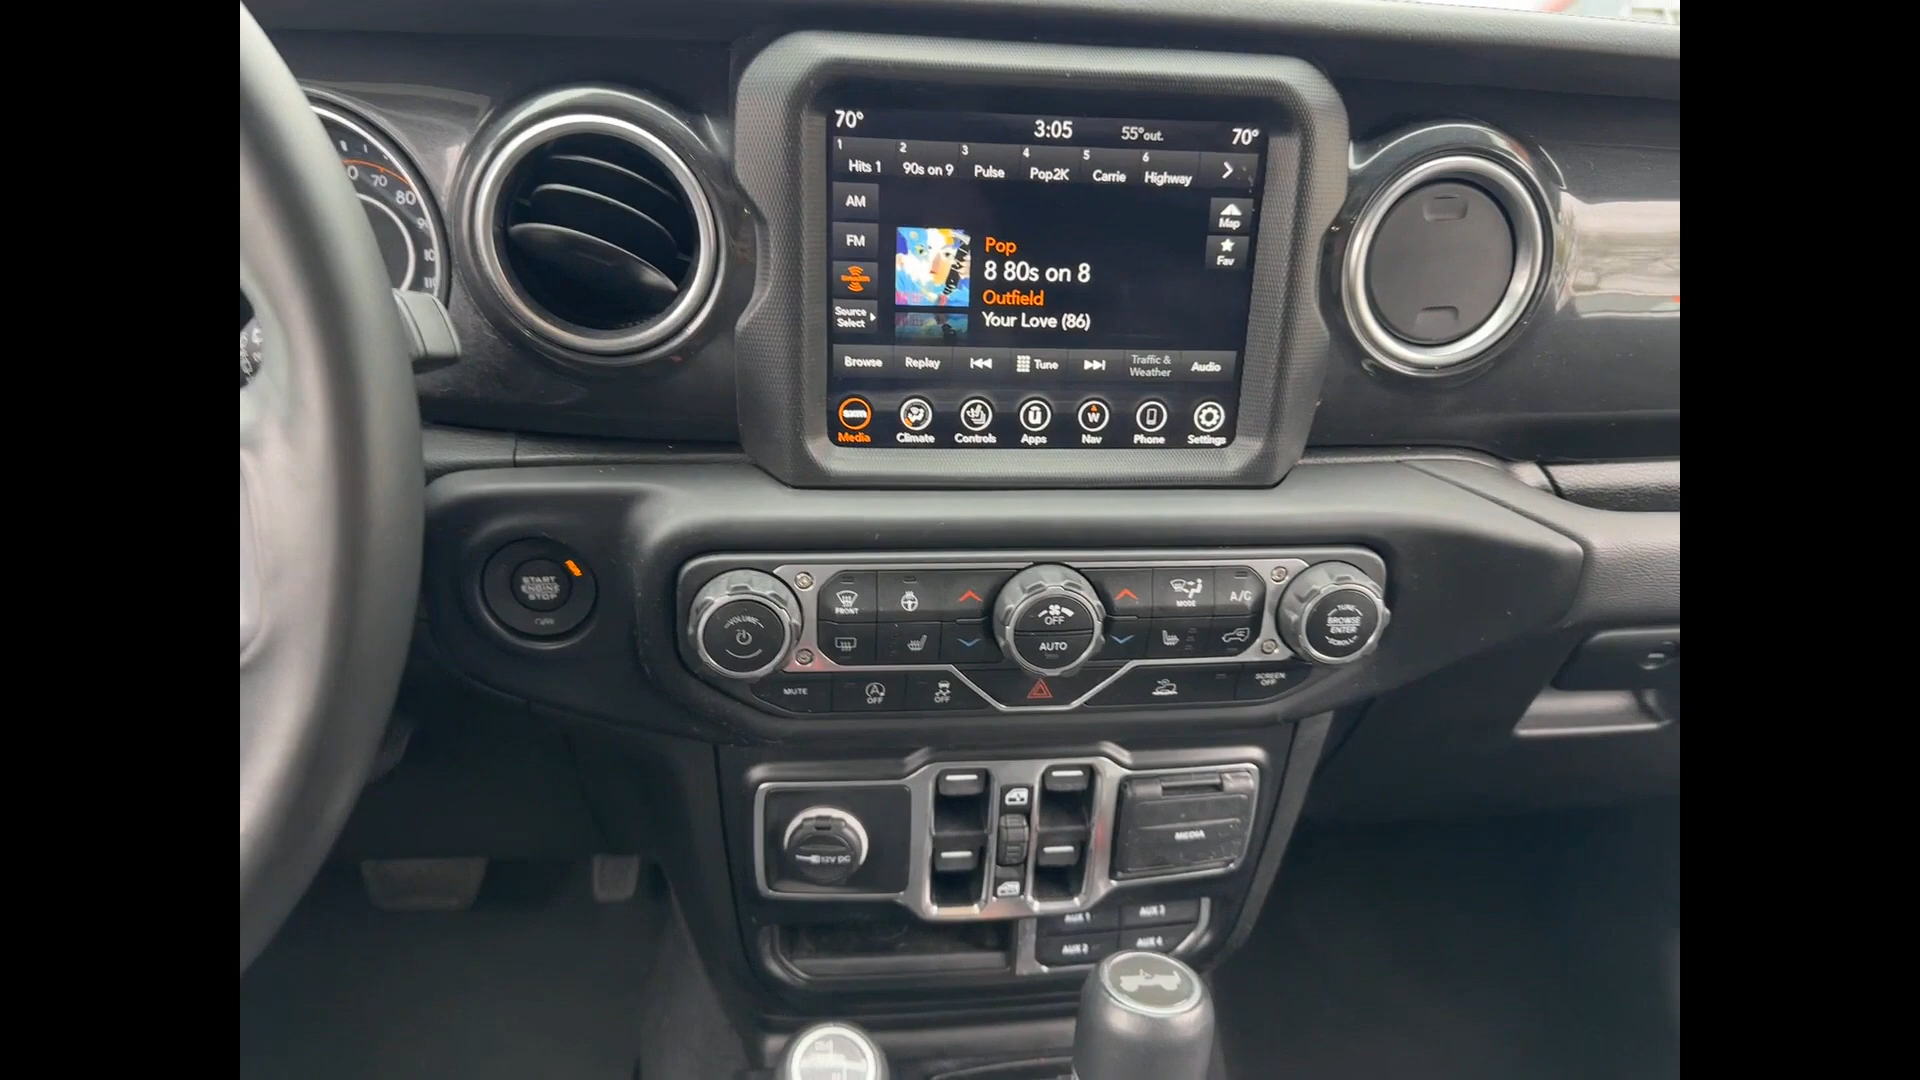 70°
3:05
55°out.
70°
1
Hits 1
2
90s on 9
3
Pulse
4
Pop2K
5
Carrie
6
Highway
AM
Map
FM
Fav
Pop
8 80s on 8
Outfield
Your Love (86)
Source
Select
Browse
Replay
Tune
Traffic &
Weather
Audio
sxm
Media
Climate
Controls
Apps
W
Nav
Phone
Settings
70
80
START
ENGINE
STOP
VOLUME
FRONT
OFF
AUTO
MODE
A/C
TUNE
BROWSE
ENTER
SCROLL
MUTE
A
OFF
OFF
SCREEN
OFF
12V DC
MEDIA
AUX 1
AUX 3
AUX 2
AUX 4